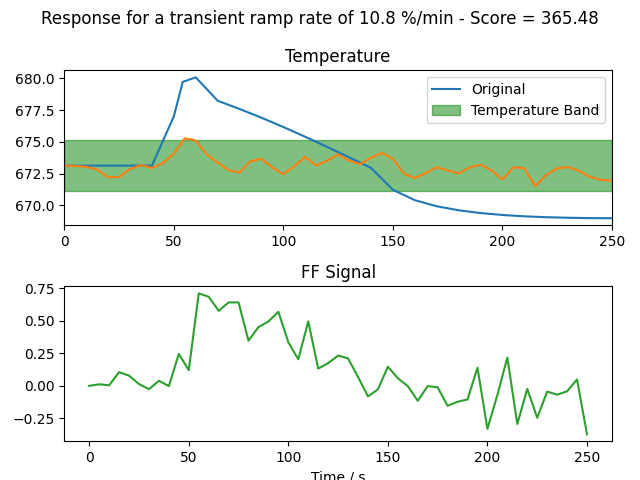 Response for a transient ramp rate of 10.8 %/min - Score = 365.48
Temperature
680.0
677.5
675.0
672.5
670.0
Original
Temperature Band
0 50 100 150 200 250
FF Signal
0.75
0.50
0.25
0.00
−0.25
0 50 100 150 200 250
Time / s